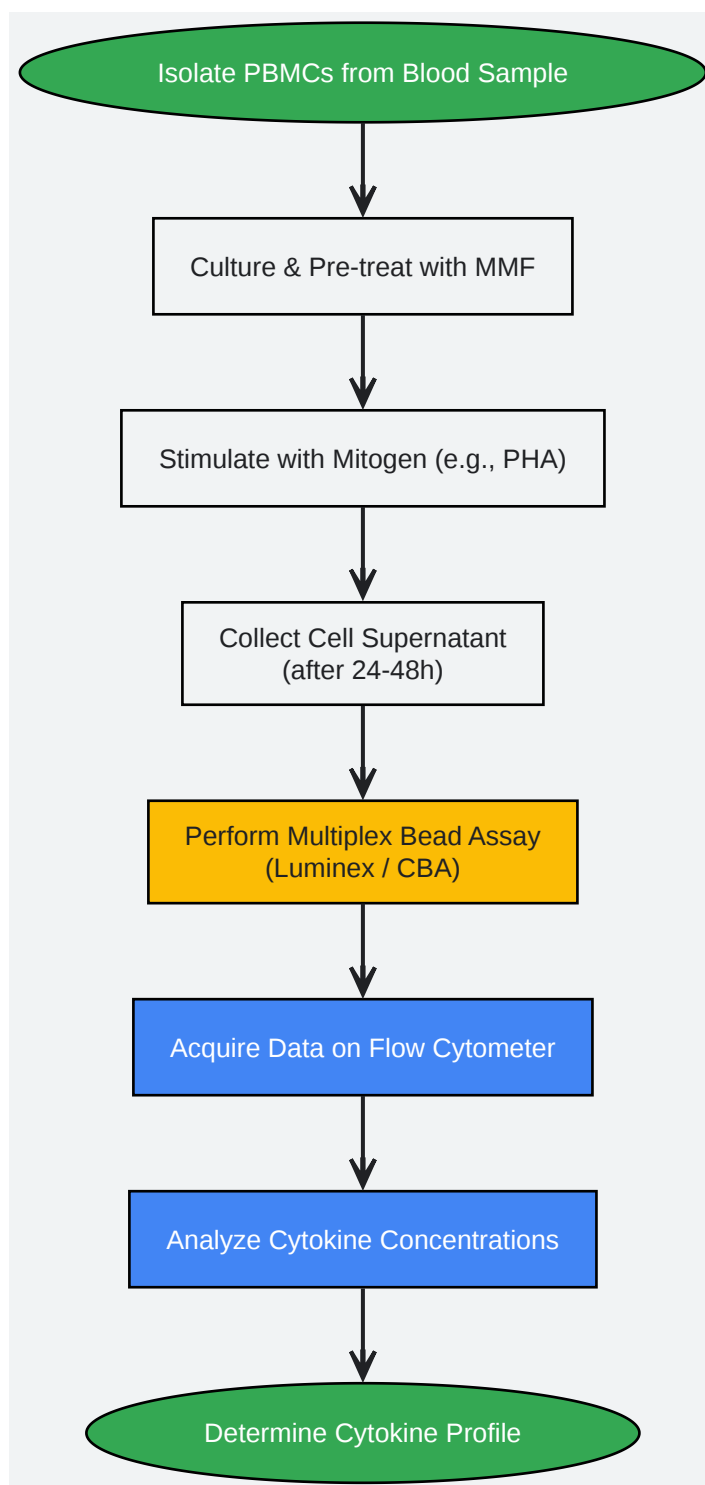 Isolate PBMCs from Blood Sample
Culture & Pre-treat with MMF
Stimulate with Mitogen (e.g., PHA)
Collect Cell Supernatant
(after 24-48h)
Perform Multiplex Bead Assay
(Luminex / CBA)
Acquire Data on Flow Cytometer
Analyze Cytokine Concentrations
Determine Cytokine Profile